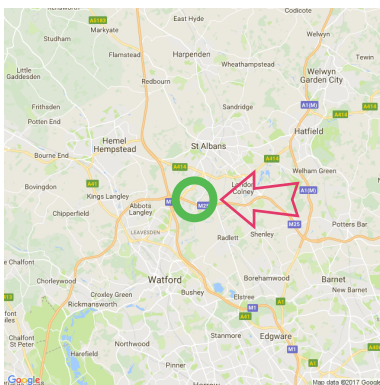 Codicote
East Hyde
A5183
Markyate
Welwyn
Studham
Flamstead
Harpenden
Tewin
Wheathampstead
Little
Gaddesden
Redbourn
Welwyn
Garden City
Frithsden
Sandridge
A1(M)
A414
Potten End
A414
Hemel
Hempstead
St Albans
Hatfield
Bourne End
A414
A414
Welham Green
Bovingdon
A41
Kings Langley
London
Colney
A1(M)
Chipperfield
Abbots
Langley
M25
M25
LEAVESDEN
Radlett
Shenley
Potters Bar
e Chalfont
Watford
Borehamwood
Barnet
Chorleywood
New Barnet
Croxley Green
Bushey
Elstree
Rickmansworth
A1
A41
Chalfont
St Peter
Northwood
Stanmore
Edgware
Harefield
M1
Pinner
A1
Google
Map data ©2017 Google